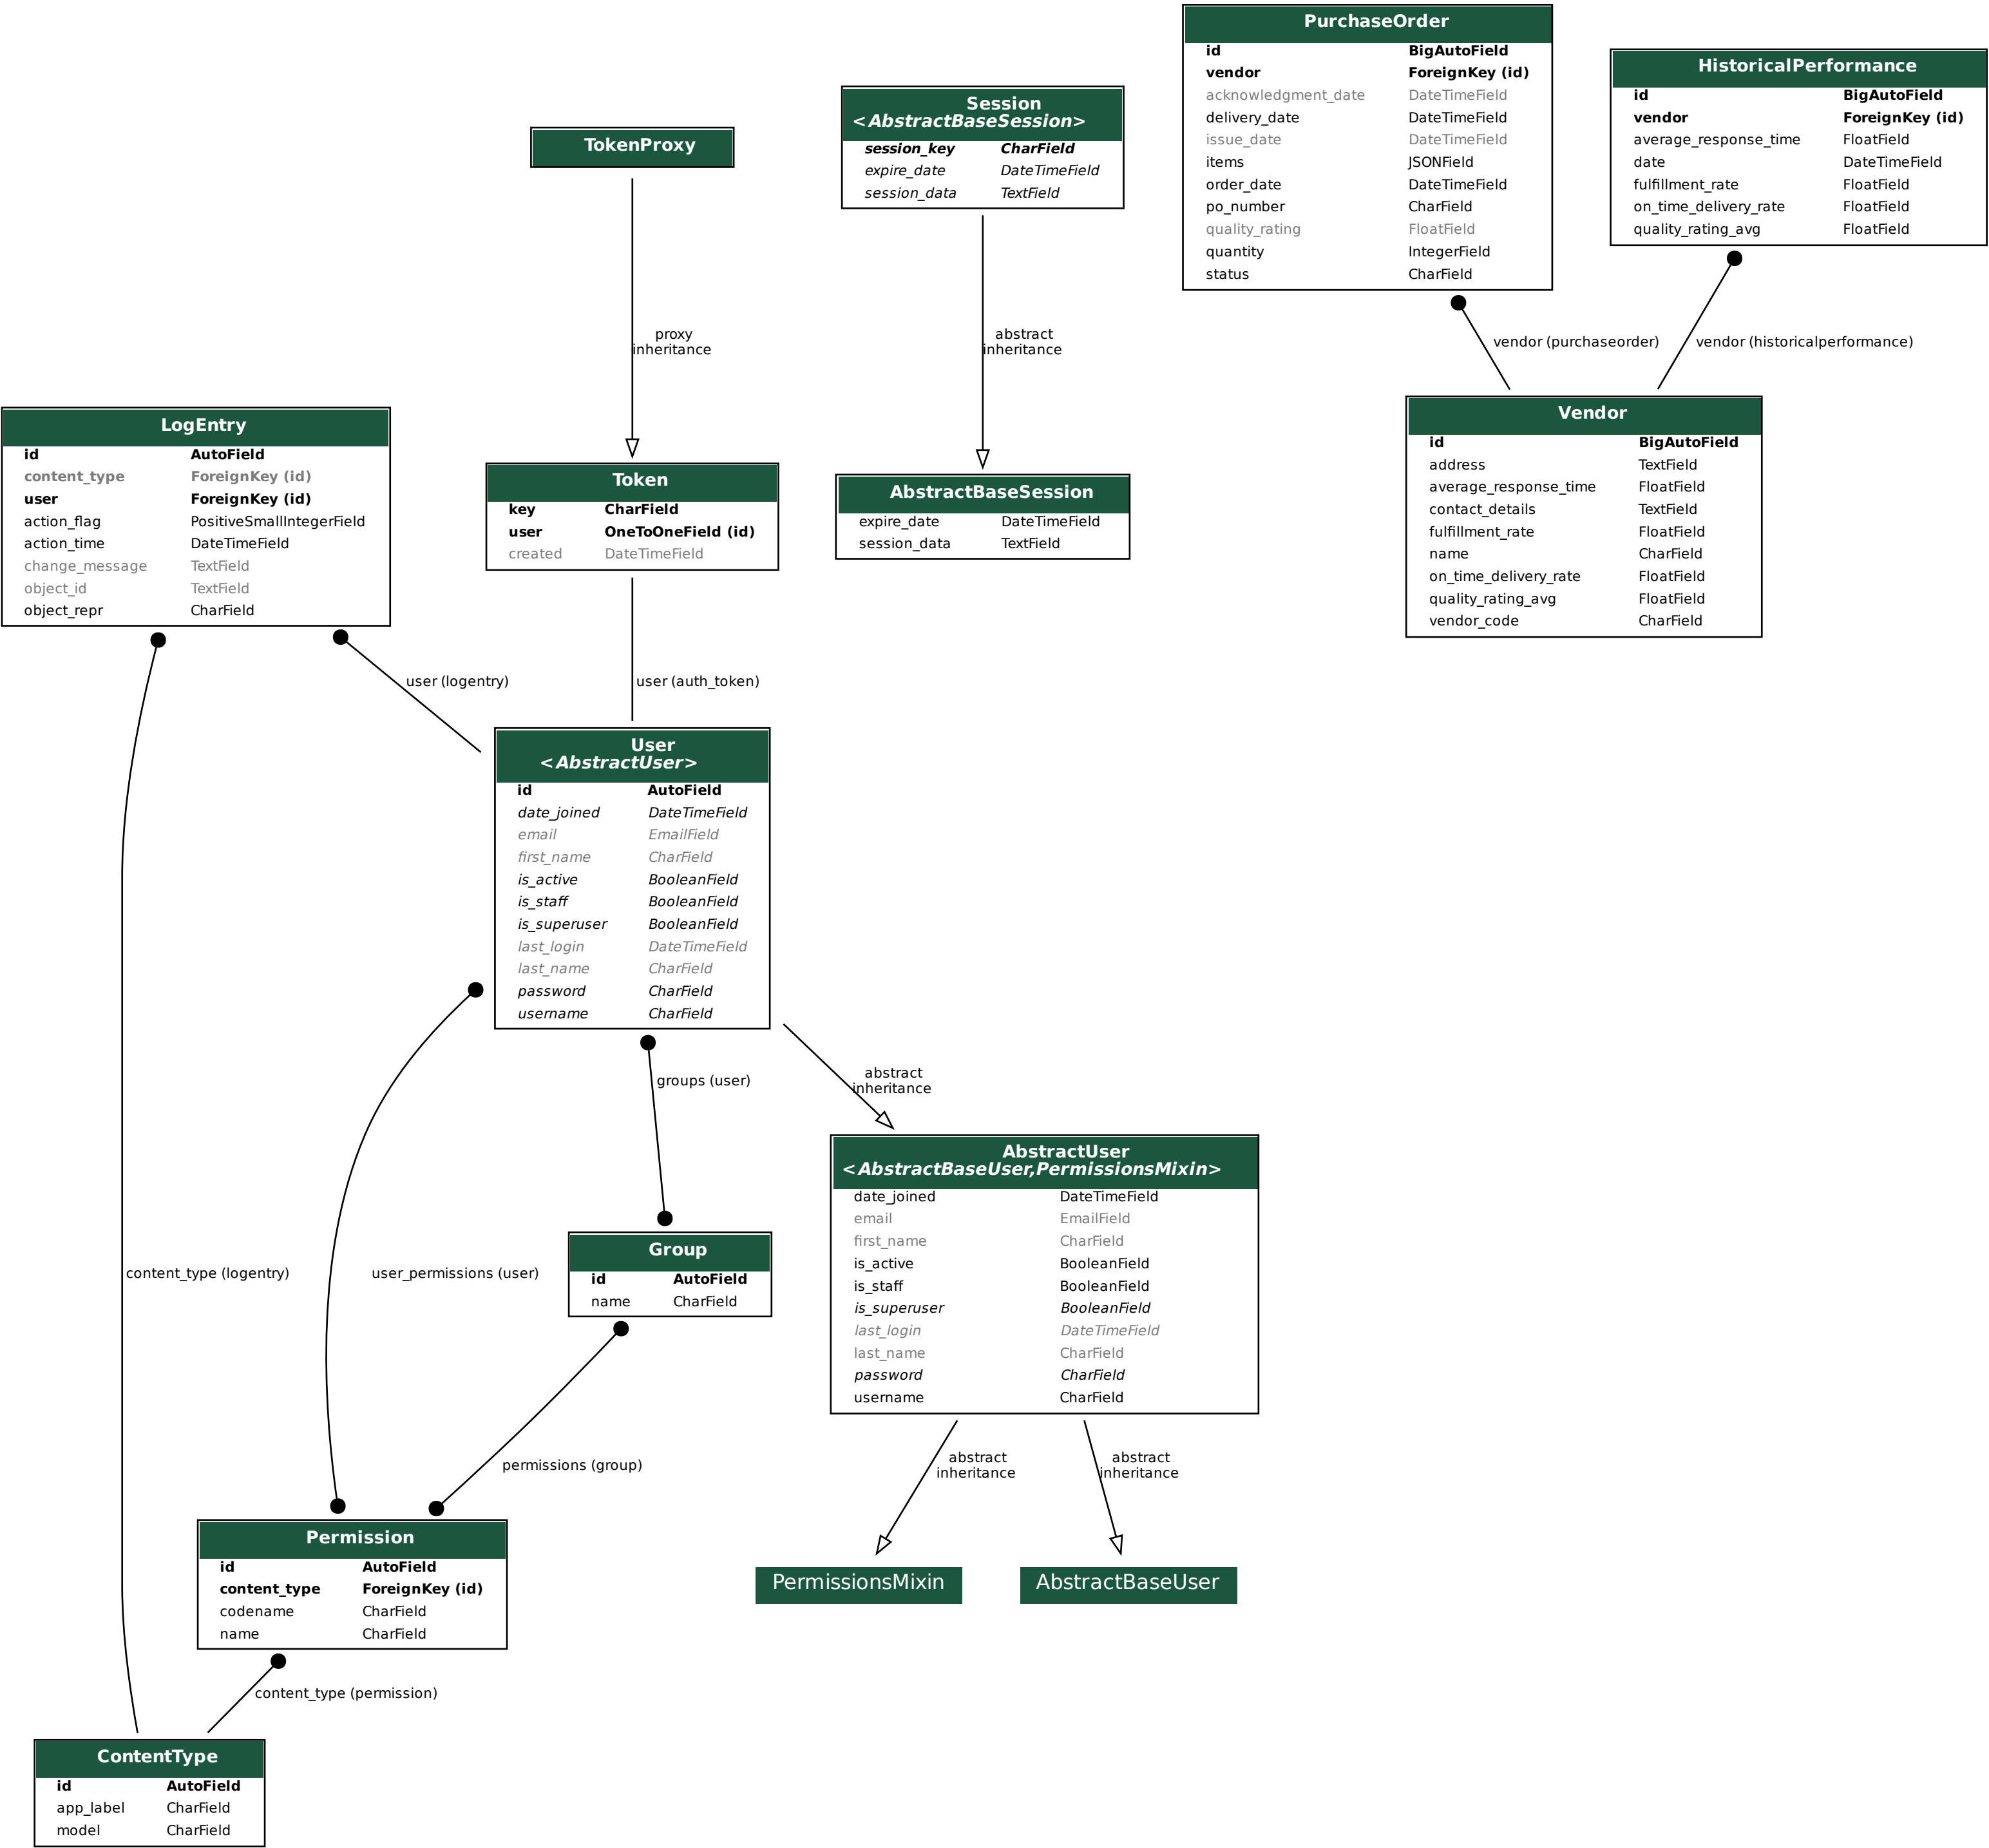 PurchaseOrder
id BigAutoField
vendor ForeignKey (id)
acknowledgment_date DateTimeField
delivery_date DateTimeField
issue_date DateTimeField
items JSONField
order_date DateTimeField
po_number CharField
quality_rating FloatField
quantity IntegerField
status CharField
HistoricalPerformance
id BigAutoField
vendor ForeignKey (id)
average_response_time FloatField
date DateTimeField
fulfillment_rate FloatField
on_time_delivery_rate FloatField
quality_rating_avg FloatField
Session
<AbstractBaseSession>
session_key CharField
expire_date DateTimeField
session_data TextField
TokenProxy
proxy
inheritance
abstract
inheritance
vendor (purchaseorder)
vendor (historicalperformance)
LogEntry
id AutoField
content_type ForeignKey (id)
user ForeignKey (id)
action_flag PositiveSmallIntegerField
action_time DateTimeField
change_message TextField
object_id TextField
object_repr CharField
Token
key CharField
user OneToOneField (id)
created DateTimeField
AbstractBaseSession
expire_date DateTimeField
session_data TextField
Vendor
id BigAutoField
address TextField
average_response_time FloatField
contact_details TextField
fulfillment_rate FloatField
name CharField
on_time_delivery_rate FloatField
quality_rating_avg FloatField
vendor_code CharField
user (logentry)
user (auth_token)
User
<AbstractUser>
id AutoField
date_joined DateTimeField
email EmailField
first_name CharField
is_active BooleanField
is_staff BooleanField
is_superuser BooleanField
last_login DateTimeField
last_name CharField
password CharField
username CharField
groups (user)
abstract
inheritance
AbstractUser
<AbstractBaseUser,PermissionsMixin>
date_joined DateTimeField
email EmailField
first_name CharField
is_active BooleanField
is_staff BooleanField
is_superuser BooleanField
last_login DateTimeField
last_name CharField
password CharField
username CharField
Group
id AutoField
name CharField
content_type (logentry)
user_permissions (user)
permissions (group)
abstract
inheritance
abstract
inheritance
Permission
id AutoField
content_type ForeignKey (id)
codename CharField
name CharField
PermissionsMixin
AbstractBaseUser
content_type (permission)
ContentType
id AutoField
app_label CharField
model CharField